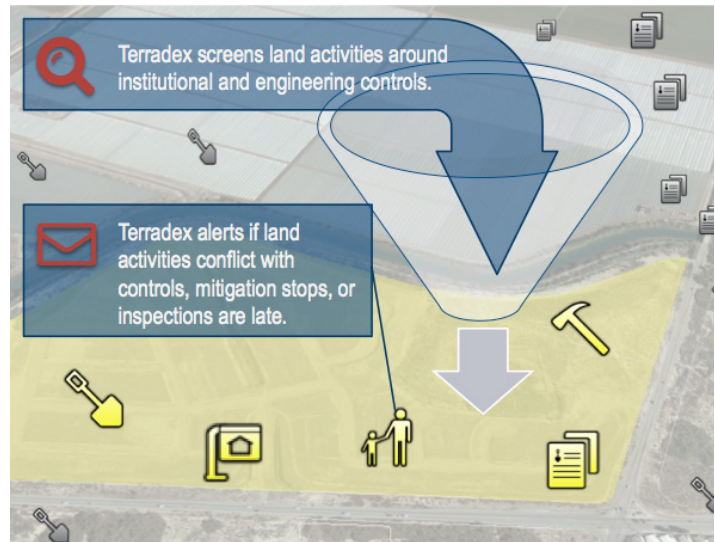 Terradex screens land activities around
institutional and engineering controls.
Terradex alerts if land
activities conflict with
controls, mitigation stops, or
inspections are late.